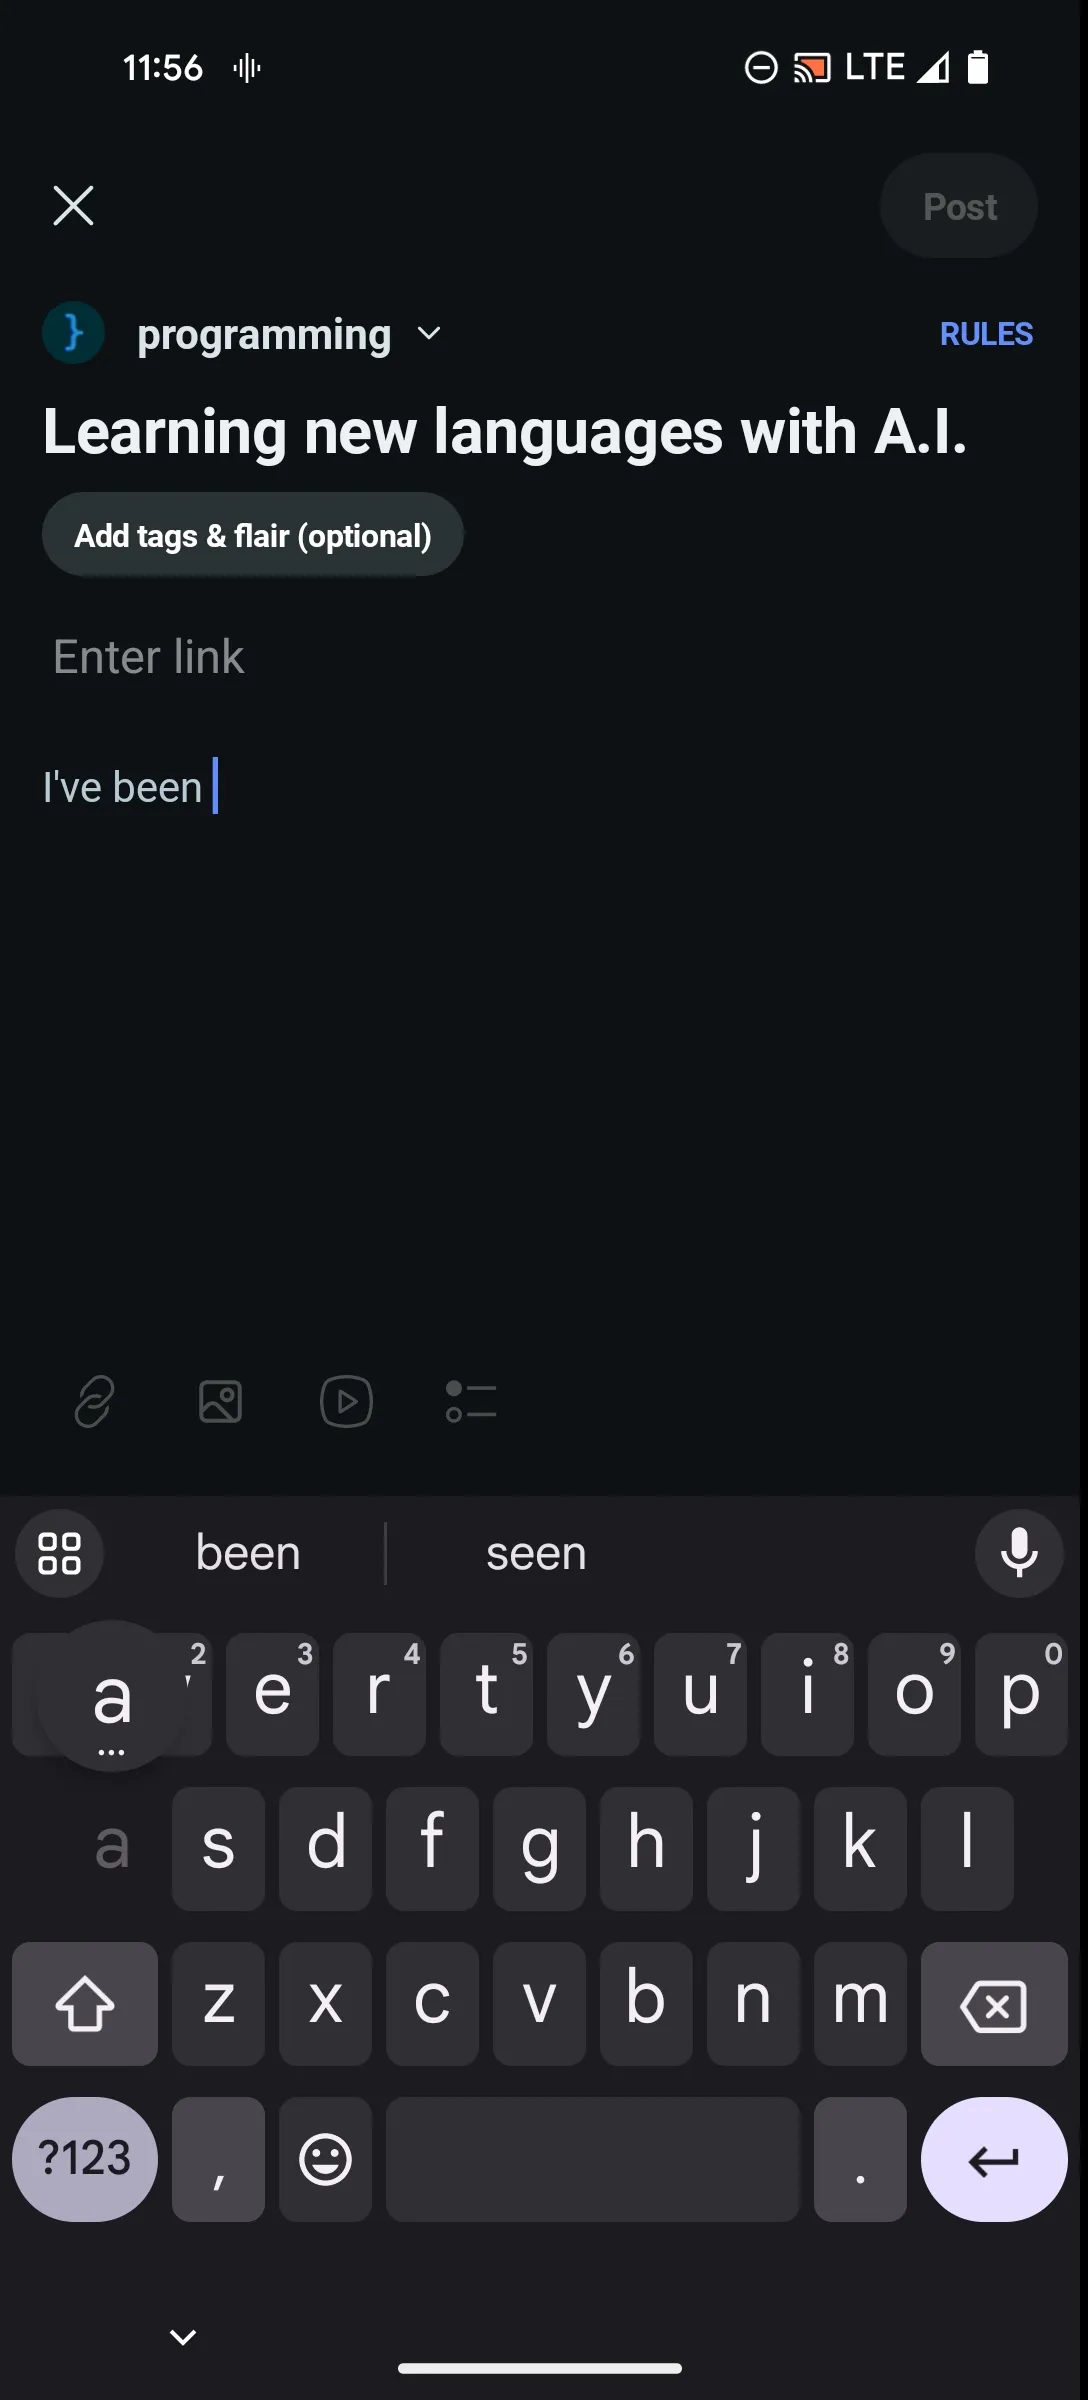 11:56 LTE
Post
programming RULES
Learning new languages with A.I.
Add tags & flair (optional)
Enter link
I've been
been seen
a 2 e 3 r 4 t 5 y 6 u 7 i 8 o 9 p 0
a s d f g h j k l
z x c v b n m
?123 , .